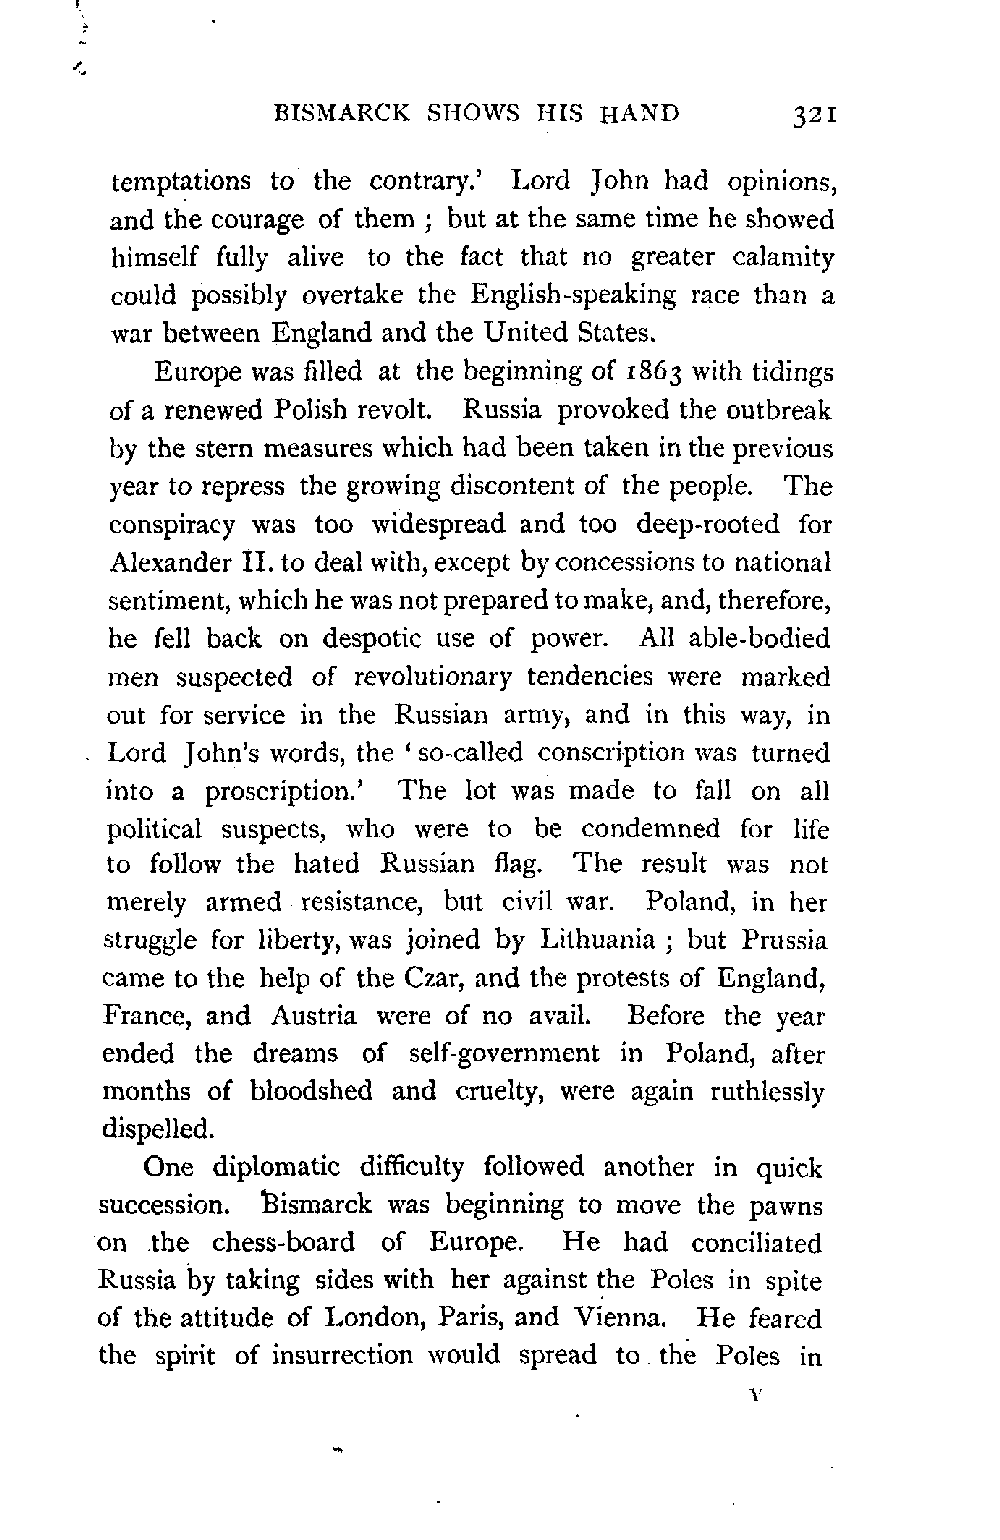 BISMARCK SHOWS HIS HAND 321
temptations to the contrary.’ Lord John had opinions,
and the courage of them ; but at the same time he showed
himself fully alive to the fact that no greater calamity
could possibly overtake the English-speaking race than a
war between England and the United States.
Europe was filled at the beginning of 1863 with tidings
of a renewed Polish revolt. Russia provoked the outbreak
by the stern measures which had been taken in the previous
year to repress the growing discontent of the people. The
conspiracy was too widespread and too deep-rooted for
Alexander II. to deal with, except by concessions to national
sentiment, which he was not prepared to make, and, therefore,
he fell back on despotic use of power. All able-bodied
men suspected of revolutionary tendencies were marked
out for service in the Russian army, and in this way, in
Lord John’s words, the ‘ so-called conscription was turned
into a proscription.’ The lot was made to fall on all
political suspects, who were to be condemned for life
to follow the hated Russian flag. The result was not
merely armed resistance, but civil war. Poland, in her
struggle for liberty, was joined by Lithuania ; but Prussia
came to the help of the Czar, and the protests of England,
France, and Austria were of no avail. Before the year
ended the dreams of self-government in Poland, after
months of bloodshed and cruelty, were again ruthlessly
dispelled.
One diplomatic difficulty followed another in quick
succession. Bismarck was beginning to move the pawns
on the chess-board of Europe. He had conciliated
Russia by taking sides with her against the Poles in spite
of the attitude of London, Paris, and Vienna. He feared
the spirit of insurrection would spread to the Poles in
Y